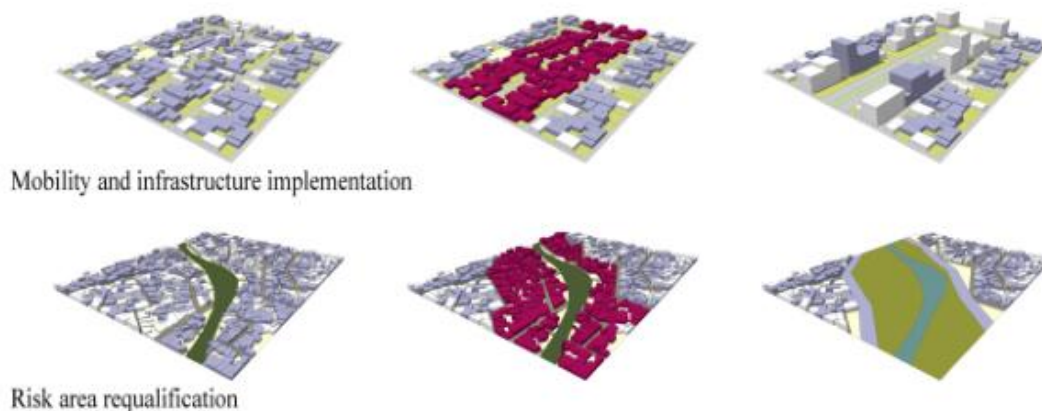 Mobility and infrastructure implementation
Risk area requalification